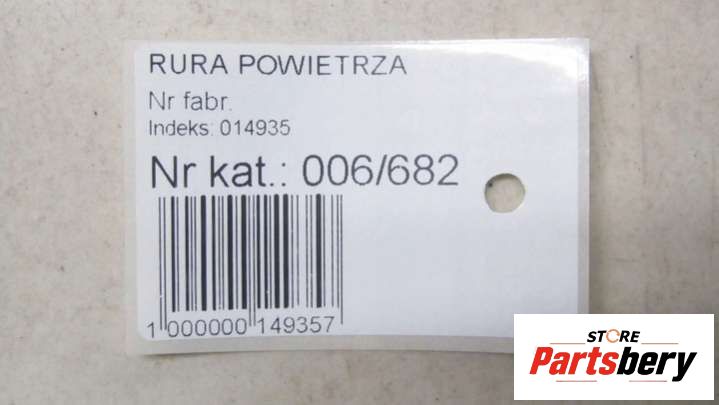 RURA POWIETRZA
Nr fabr.
Indeks: 014935
Nr kat.: 006/682
1 000000 149357
STORE
Partsbery